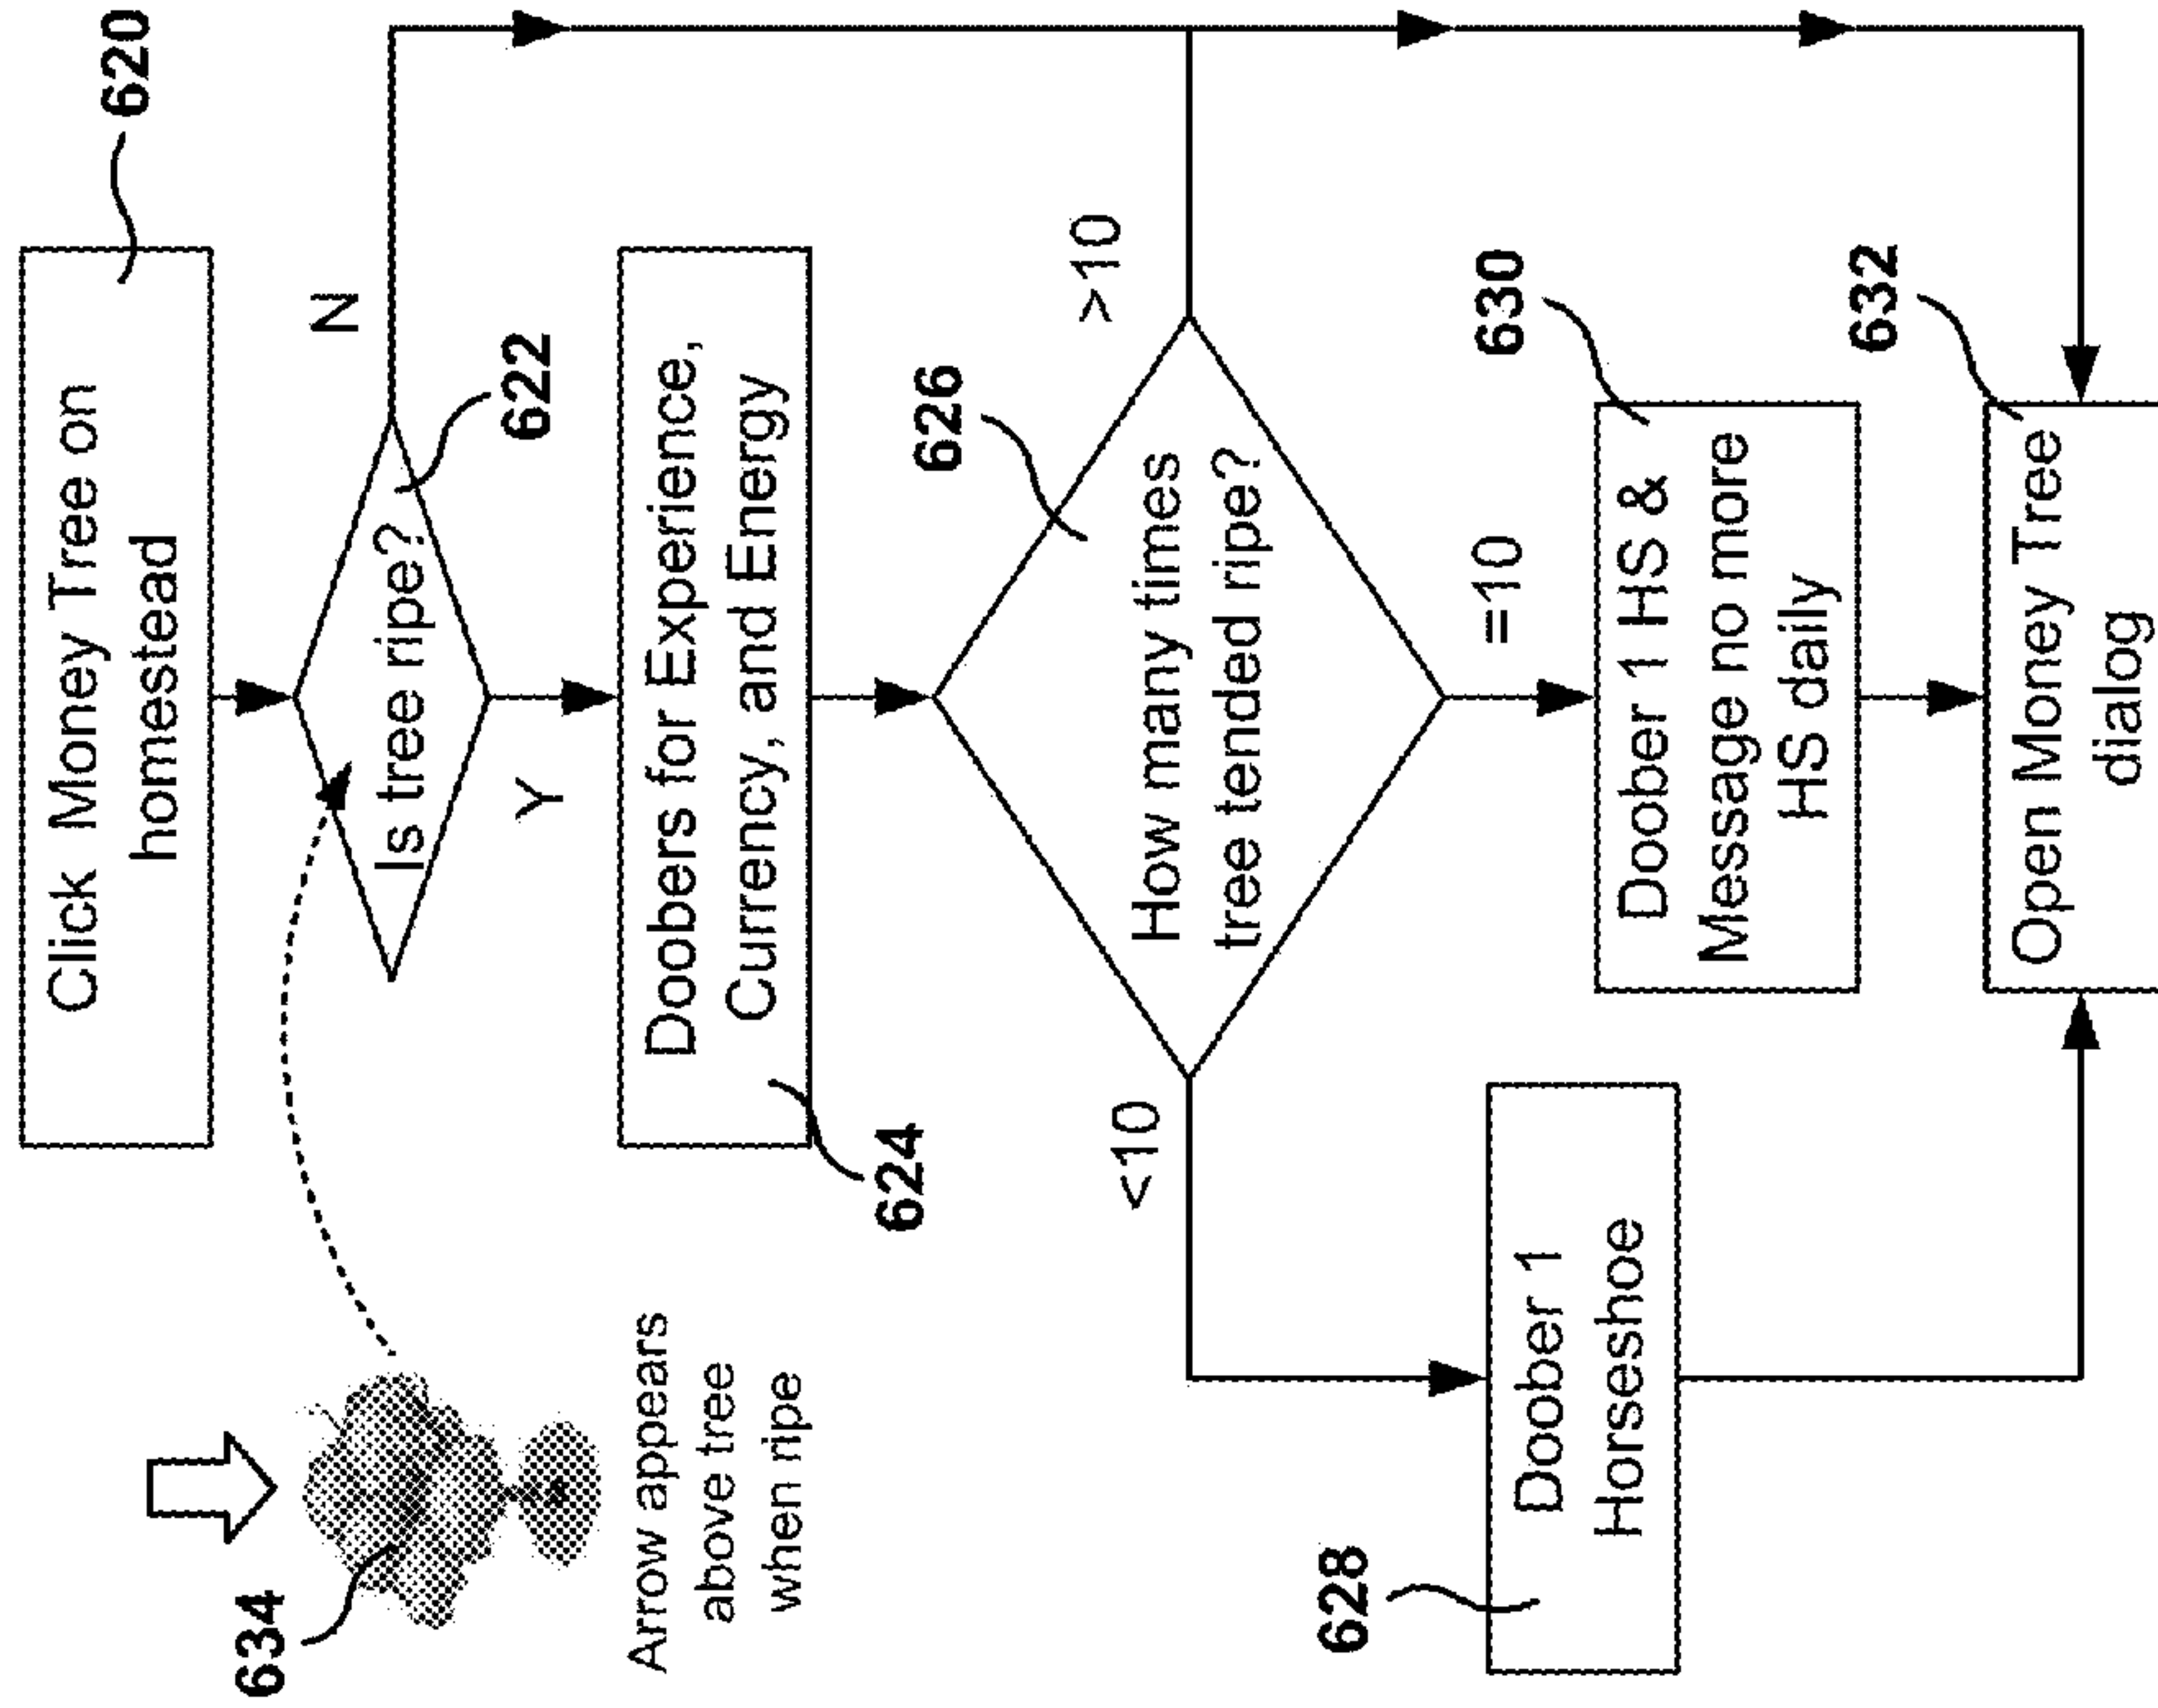 Click Money Tree on
homestead
620
N
Is tree ripe?
622
Y
634
Arrow appears
above tree
when ripe
Doobers for Experience,
Currency, and Energy
624
626
How many times
tree tended ripe?
<10
>10
=10
628
Doober 1
Horseshoe
630
Doober 1 HS &
Message no more
HS daily
632
Open Money Tree
dialog